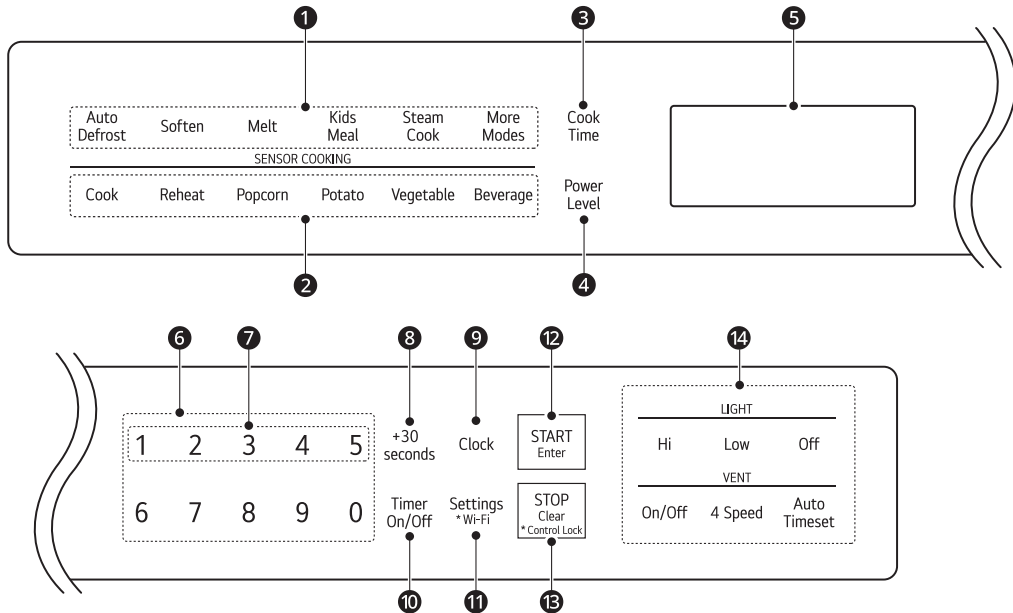 1 3 5
Auto Defrost Soften Melt Kids Meal Steam Cook More Modes Cook Time
SENSOR COOKING
Cook Reheat Popcorn Potato Vegetable Beverage Power Level
2 4
6 7 8 9 12 14
LIGHT
1 2 3 4 5 +30 seconds Clock START Enter Hi Low Off
VENT
6 7 8 9 0 Timer On/Off Settings *Wi-Fi STOP Clear *Control Lock On/Off 4 Speed Auto Timeset
10 11 13